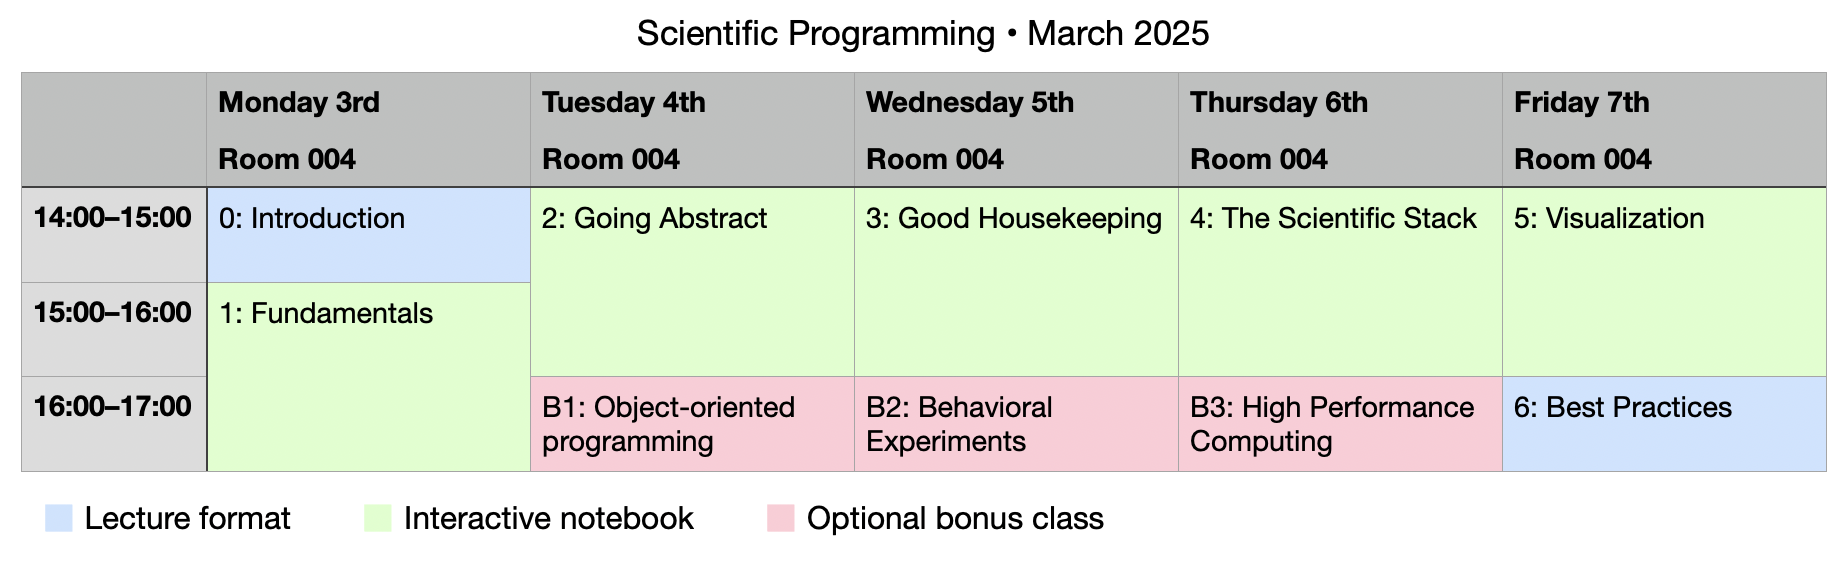 Scientific Programming • March 2025
Monday 3rd
Room 004
Tuesday 4th
Room 004
Wednesday 5th
Room 004
Thursday 6th
Room 004
Friday 7th
Room 004
14:00–15:00
0: Introduction
2: Going Abstract
3: Good Housekeeping
4: The Scientific Stack
5: Visualization
15:00–16:00
1: Fundamentals
16:00–17:00
B1: Object-oriented
programming
B2: Behavioral
Experiments
B3: High Performance
Computing
6: Best Practices
Lecture format
Interactive notebook
Optional bonus class